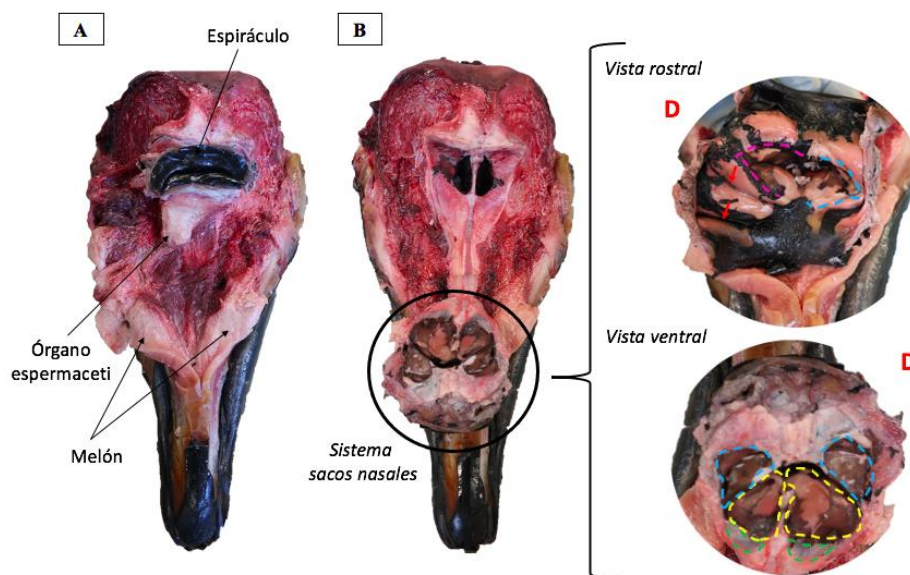 A
Espiráculo
B
Vista rostral
D
Órgano
espermaceti
Vista ventral
D
Melón
Sistema
sacos nasales